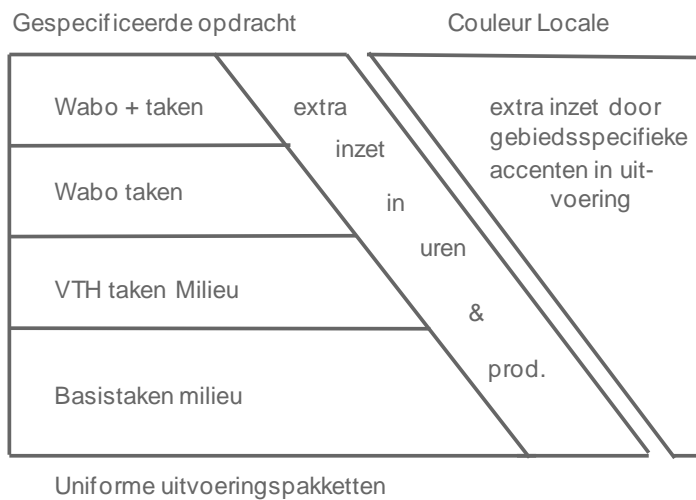 Gespecificeerde opdracht
Couleur Locale
Wabo + taken
Wabo taken
VTH taken Milieu
Basistaken milieu
extra
inzet
in
uren
&
prod.
extra inzet door
gebiedsspecifieke
accenten in uit-
voering
Uniforme uitvoeringspakketten